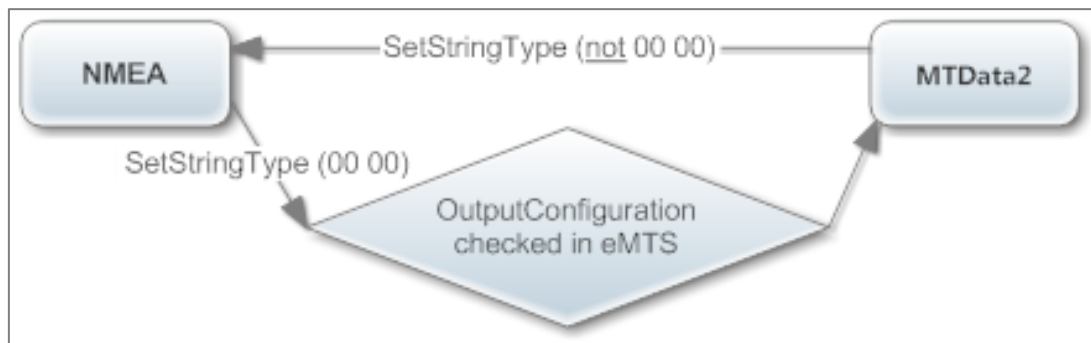 SetStringType (not 00 00)
NMEA
MTData2
SetStringType (00 00)
OutputConfiguration
checked in eMTS